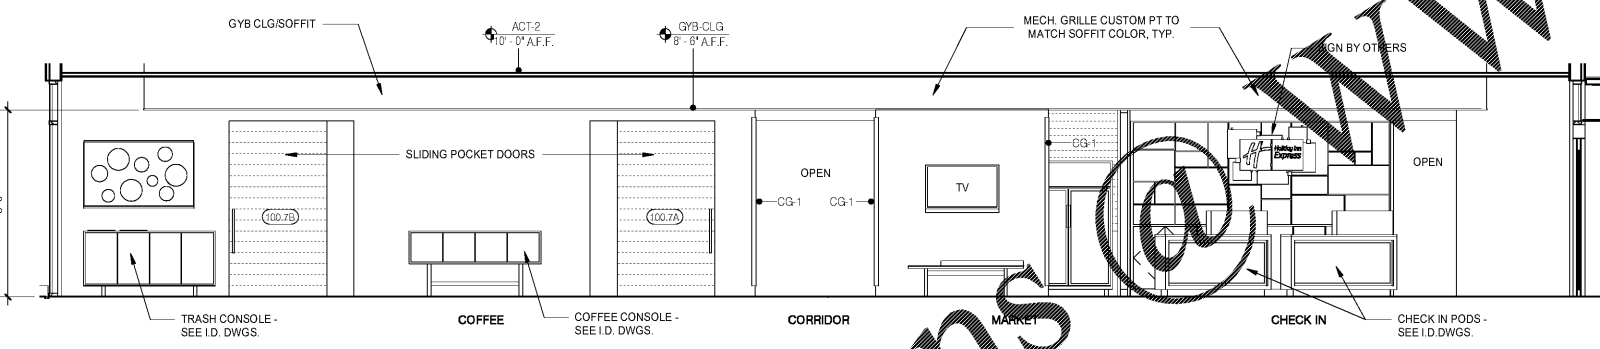 GYB CLG/SOFFIT
ACT-2
10' - 0" A.F.F.
GYB-CLG
8' - 6" A.F.F.
MECH. GRILLE CUSTOM PT TO
MATCH SOFFIT COLOR, TYP.
SIGN BY OTHERS
SLIDING POCKET DOORS
OPEN
TV
CG-1
CG-1
CG-1
Holiday Inn
Express
OPEN
100.7B
100.7A
TRASH CONSOLE -
SEE I.D. DWGS.
COFFEE
COFFEE CONSOLE -
SEE I.D. DWGS.
CORRIDOR
MARKET
CHECK IN
CHECK IN PODS -
SEE I.D.DWGS.
ns @ ww